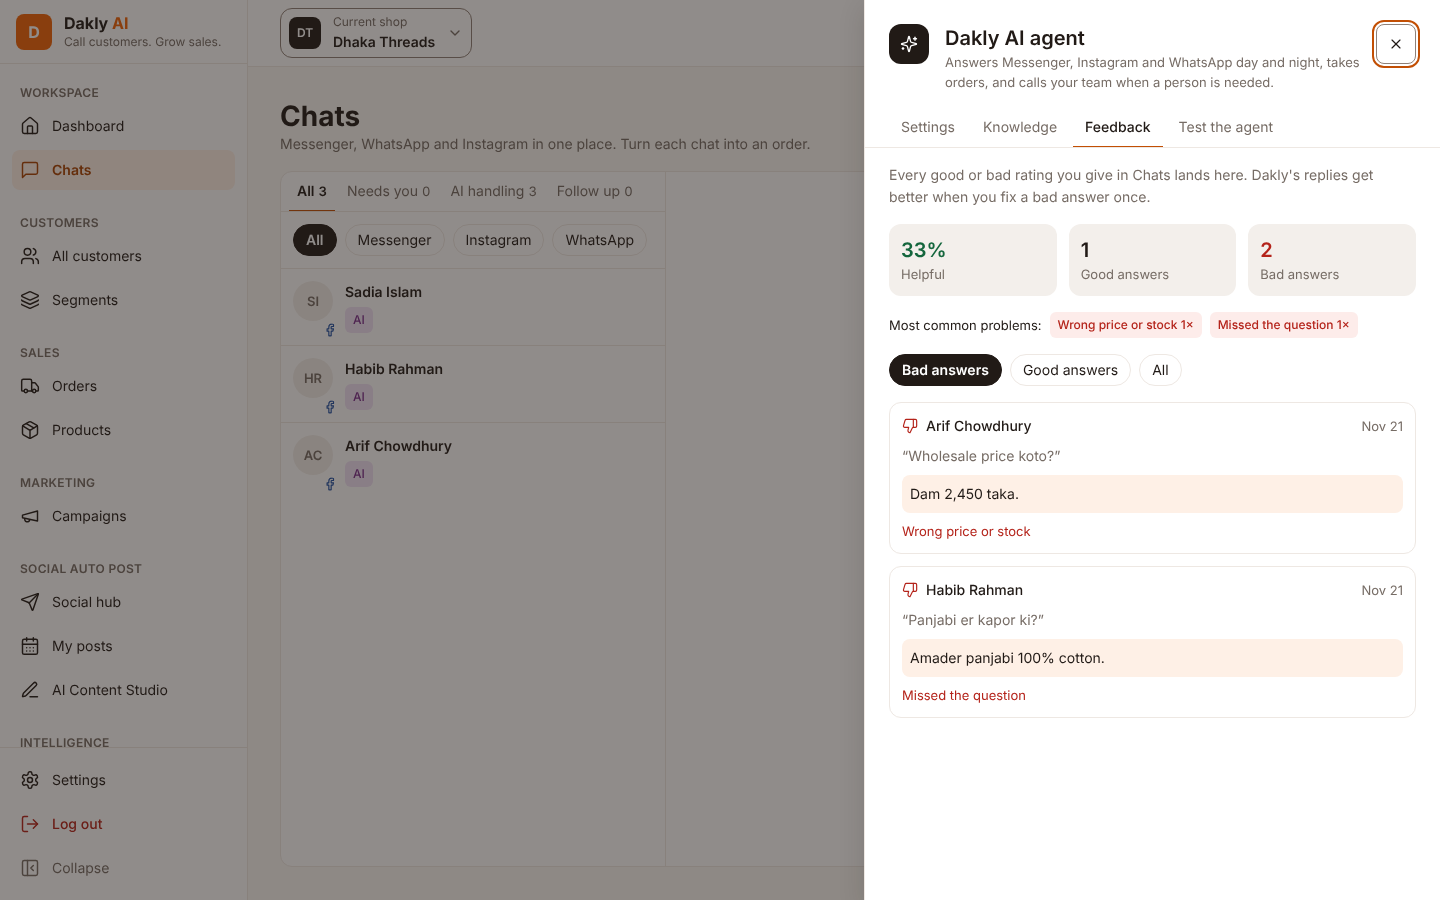 D
Dakly AI
Call customers. Grow sales.
WORKSPACE
Dashboard
Chats
CUSTOMERS
All customers
Segments
SALES
Orders
Products
MARKETING
Campaigns
SOCIAL AUTO POST
Social hub
My posts
AI Content Studio
INTELLIGENCE
Settings
Log out
Collapse
DT
Current shop
Dhaka Threads
Chats
Messenger, WhatsApp and Instagram in one place. Turn each chat into an order.
All 3 Needs you 0 AI handling 3 Follow up 0
All Messenger Instagram WhatsApp
SI
Sadia Islam
AI
HR
Habib Rahman
AI
AC
Arif Chowdhury
AI
Dakly AI agent
Answers Messenger, Instagram and WhatsApp day and night, takes
orders, and calls your team when a person is needed.
Settings Knowledge Feedback Test the agent
Every good or bad rating you give in Chats lands here. Dakly's replies get
better when you fix a bad answer once.
33%
Helpful
1
Good answers
2
Bad answers
Most common problems: Wrong price or stock 1× Missed the question 1×
Bad answers Good answers All
Arif Chowdhury Nov 21
“Wholesale price koto?”
Dam 2,450 taka.
Wrong price or stock
Habib Rahman Nov 21
“Panjabi er kapor ki?”
Amader panjabi 100% cotton.
Missed the question